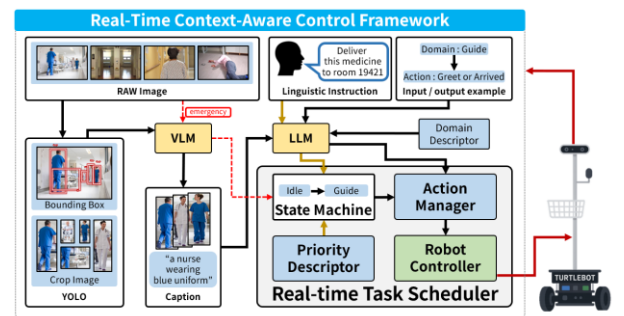 Real-Time Context-Aware Control Framework
RAW Image
Deliver
this medicine
to room 19421
Linguistic Instruction
Domain : Guide
Action : Greet or Arrived
Input / output example
emergency
VLM
LLM
Domain
Descriptor
Bounding Box
Crop Image
YOLO
"a nurse
wearing
blue uniform"
Caption
Idle
Guide
State Machine
Action
Manager
Priority
Descriptor
Robot
Controller
Real-time Task Scheduler
TURTLEBOT